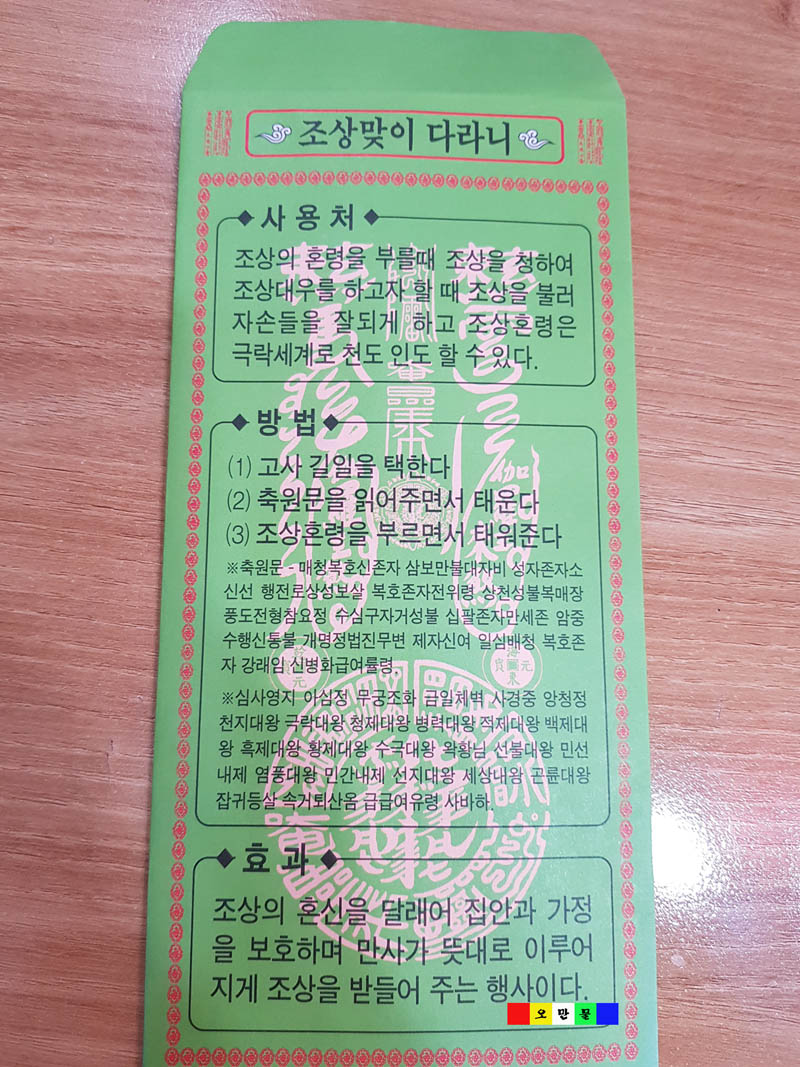 조상맞이 다라니
◆사용처◆
조상의 혼령을 부를때 조상을 청하여
조상대우를 하고자 할 때 조상을 불러
자손들을 잘되게 하고 조상혼령은
극락세계로 천도 인도 할 수 있다.
◆방법◆
(1) 고사 길일을 택한다
(2) 축원문을 읽어주면서 태운다
(3) 조상혼령을 부르면서 태워준다
※축원문 - 매청복호신존자 삼보만불대자비 성자존자소
신선 행전로상성보살 복호존자전위령 상천성불복매장
풍도전형참요정 수심구자거성불 십팔존자만세존 암중
수행신통불 개명정법진무변 제자신여 일심배청 복호존
자 강래임 신병화급여률령.
※심사영지 아심정 무궁조화 금일체벽 사경중 앙청정
천지대왕 극락대왕 청제대왕 병력대왕 적제대왕 백제대
왕 흑제대왕 황제대왕 수국대왕 옥황님 선불대왕 민선
내제 염풍대왕 민간내제 선지대왕 세상대왕 곤륜대왕
잡귀등살 속거퇴산옴 급급여유령 사바하.
◆효과◆
조상의 혼신을 달래어 집안과 가정
을 보호하며 만사가 뜻대로 이루어
지게 조상을 받들어 주는 행사이다.
오만물